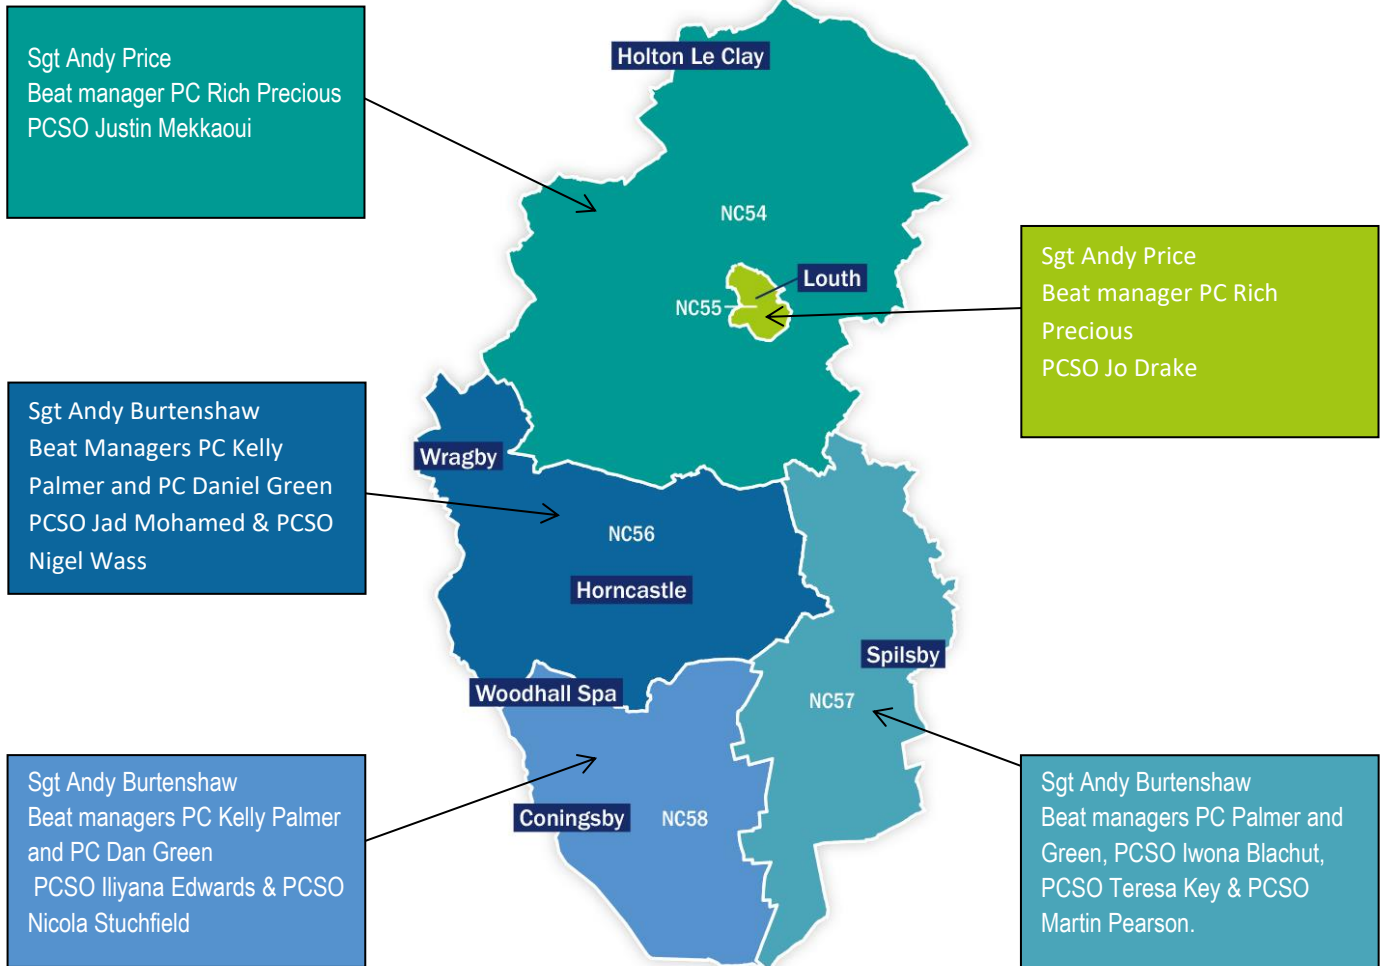 Sgt Andy Price
Beat manager PC Rich Precious
PCSO Justin Mekkaoui
Holton Le Clay
NC54
Louth
NC55
Sgt Andy Price
Beat manager PC Rich
Precious
PCSO Jo Drake
Sgt Andy Burtenshaw
Beat Managers PC Kelly
Palmer and PC Daniel Green
PCSO Jad Mohamed & PCSO
Nigel Wass
Wragby
NC56
Horncastle
Spilsby
Woodhall Spa
NC57
Sgt Andy Burtenshaw
Beat managers PC Kelly Palmer
and PC Dan Green
PCSO Iliyana Edwards & PCSO
Nicola Stuchfield
Coningsby
NC58
Sgt Andy Burtenshaw
Beat managers PC Palmer and
Green, PCSO Iwona Blachut,
PCSO Teresa Key & PCSO
Martin Pearson.